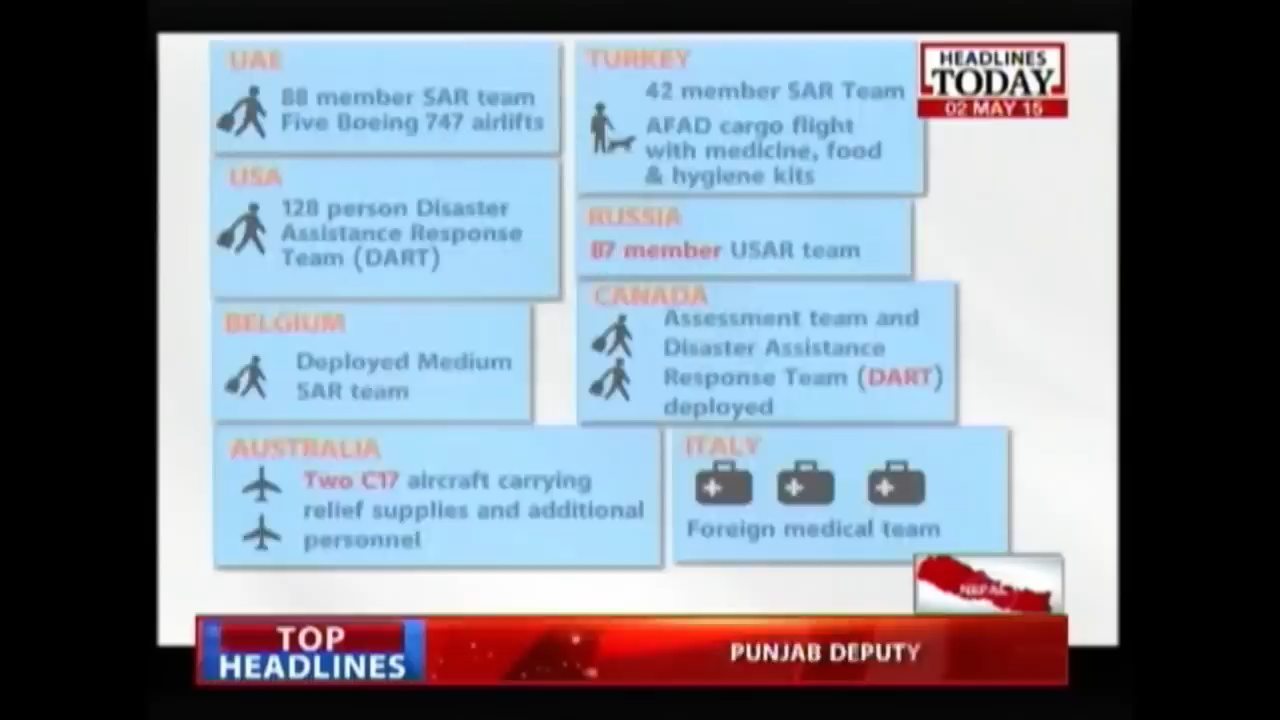 UAE
88 member SAR team
Five Boeing 747 airlifts
USA
128 person Disaster
Assistance Response
Team (DART)
BELGIUM
Deployed Medium
SAR team
AUSTRALIA
Two C17 aircraft carrying
relief supplies and additional
personnel
TURKEY
42 member SAR Team
AFAD cargo flight
with medicine, food
& hygiene kits
RUSSIA
87 member USAR team
CANADA
Assessment team and
Disaster Assistance
Response Team (DART)
deployed
ITALY
Foreign medical team
HEADLINES
TODAY
02 MAY 15
NEPAL
TOP
HEADLINES
PUNJAB DEPUTY